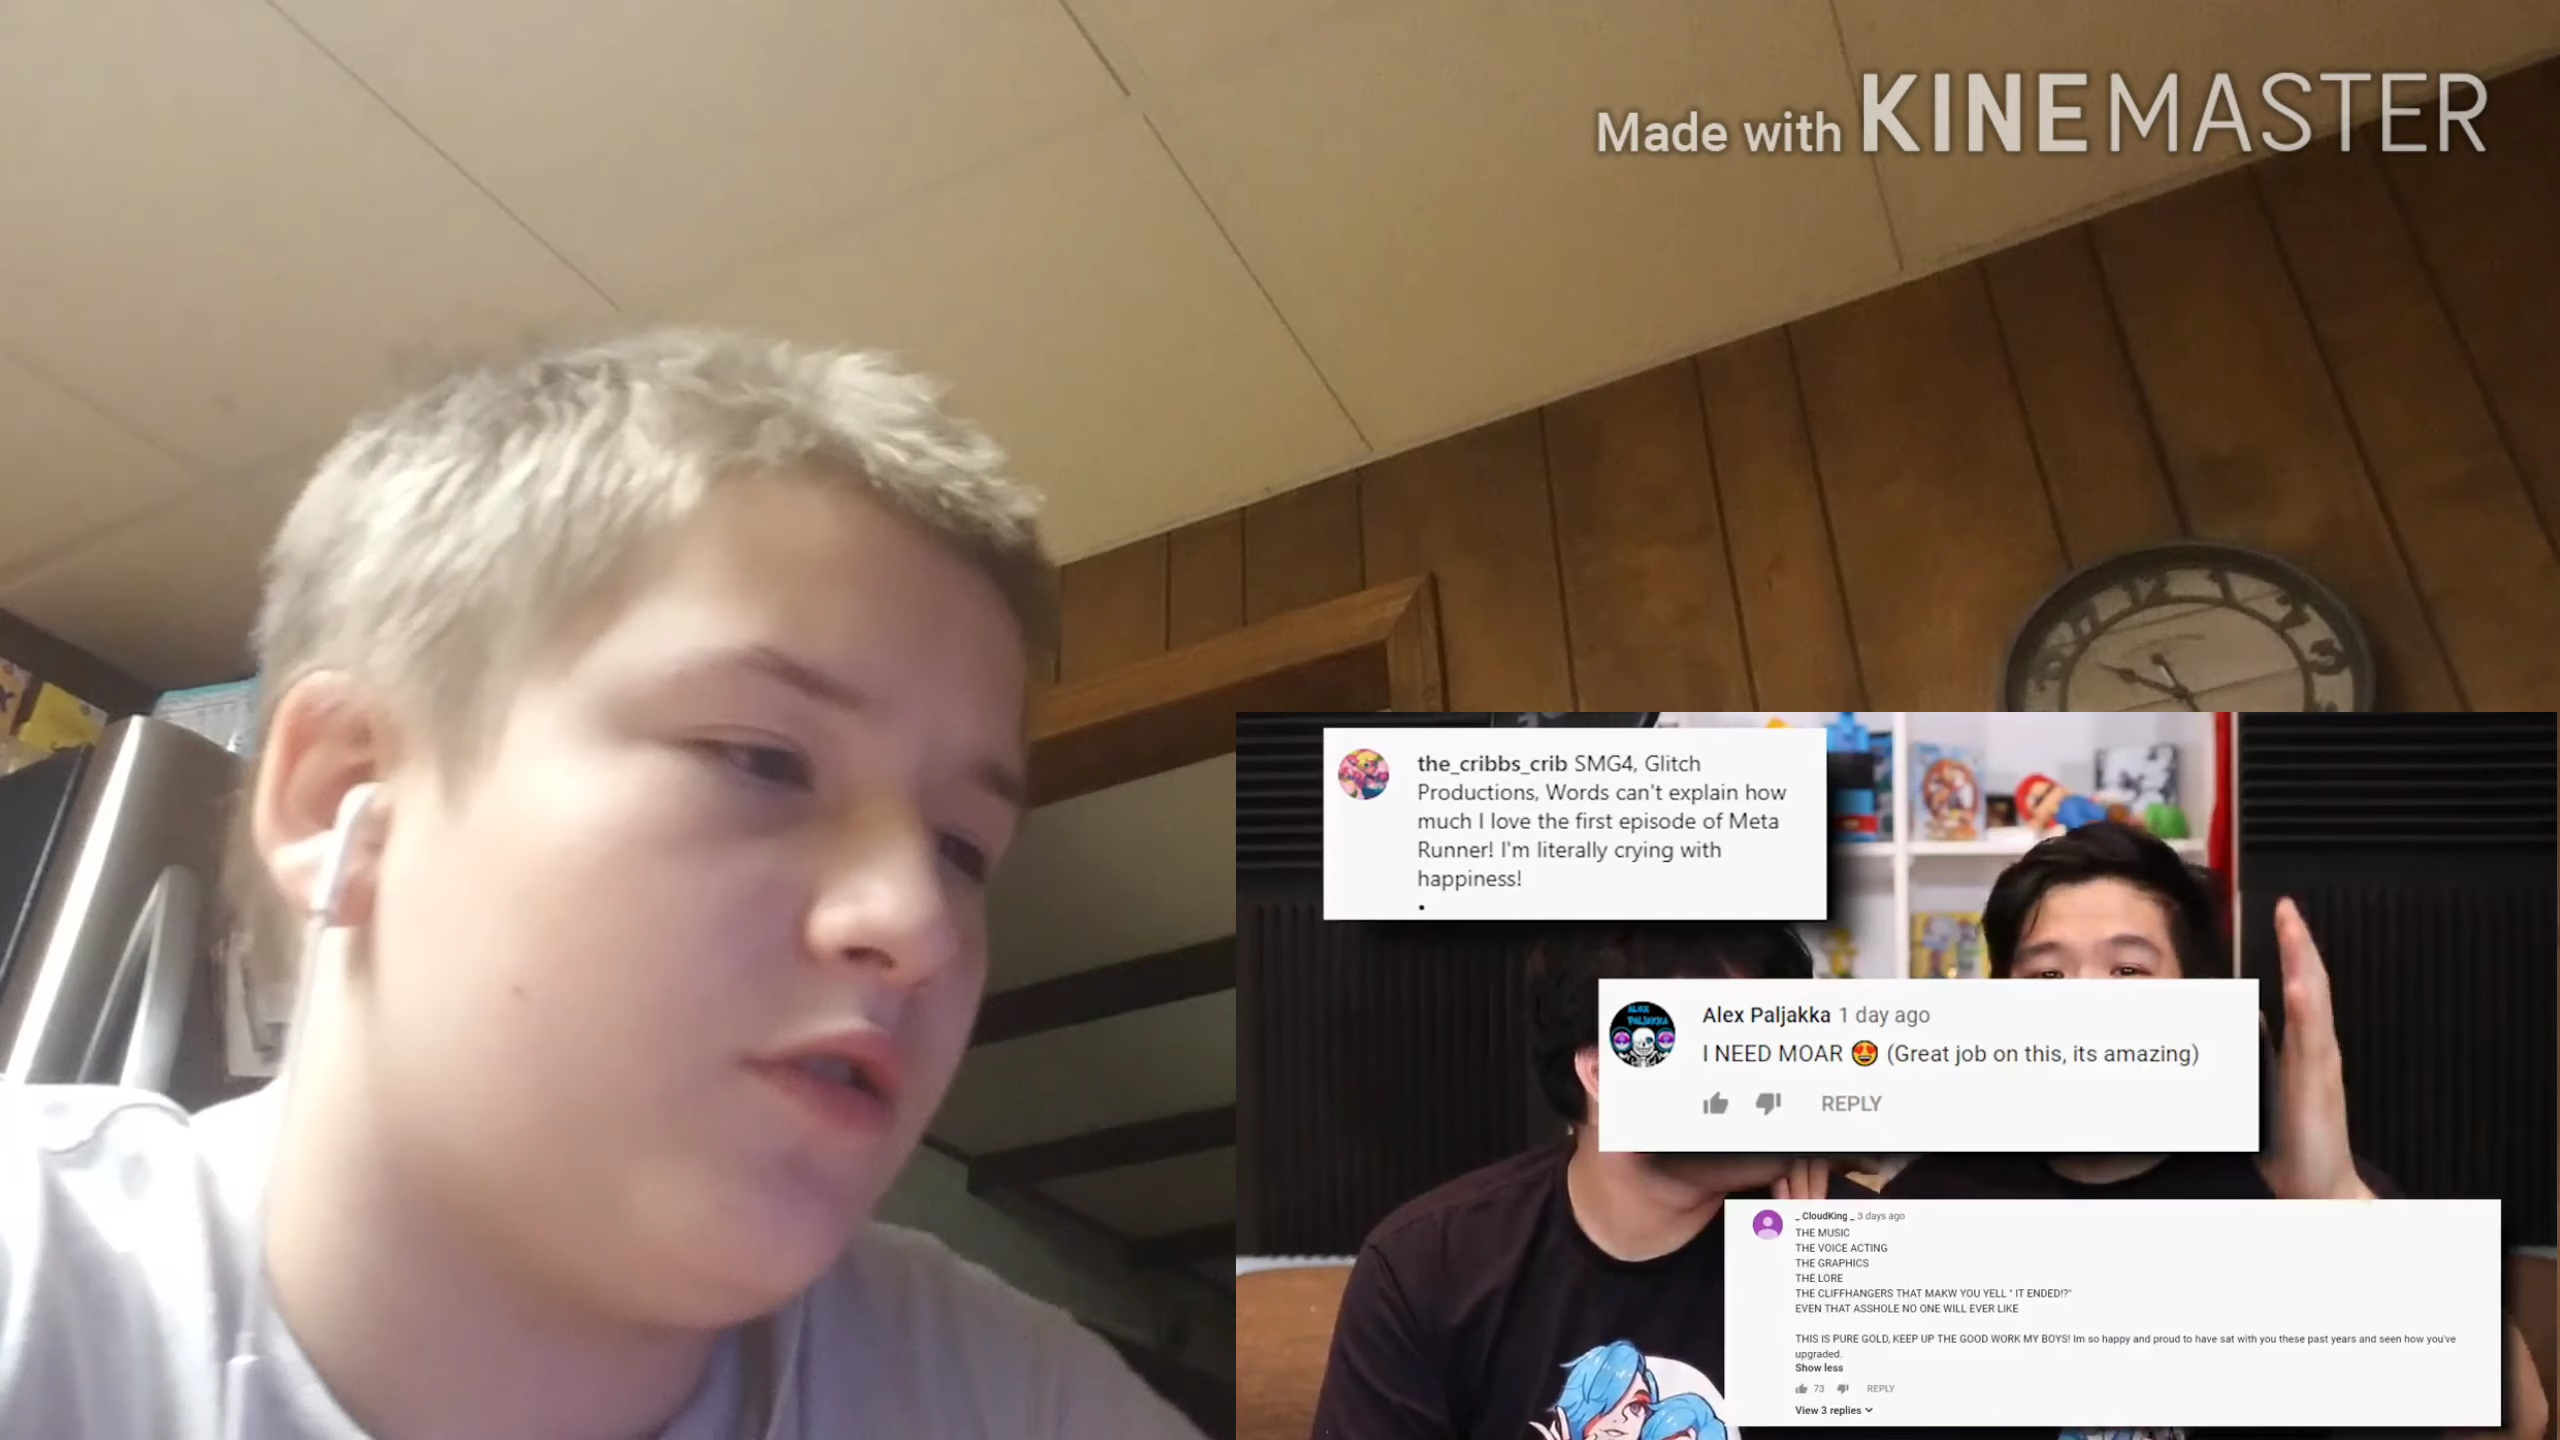 Made with KINEMASTER
the_cribbs_crib SMG4, Glitch
Productions, Words can't explain how
much I love the first episode of Meta
Runner! I'm literally crying with
happiness!
Alex Paljakka 1 day ago
I NEED MOAR 😍 (Great job on this, its amazing)
REPLY
_ CloudKing _ 3 days ago
THE MUSIC
THE VOICE ACTING
THE GRAPHICS
THE LORE
THE CLIFFHANGERS THAT MAKW YOU YELL " IT ENDED!?"
EVEN THAT ASSHOLE NO ONE WILL EVER LIKE
THIS IS PURE GOLD, KEEP UP THE GOOD WORK MY BOYS! Im so happy and proud to have sat with you these past years and seen how you've
upgraded.
Show less
73 REPLY
View 3 replies